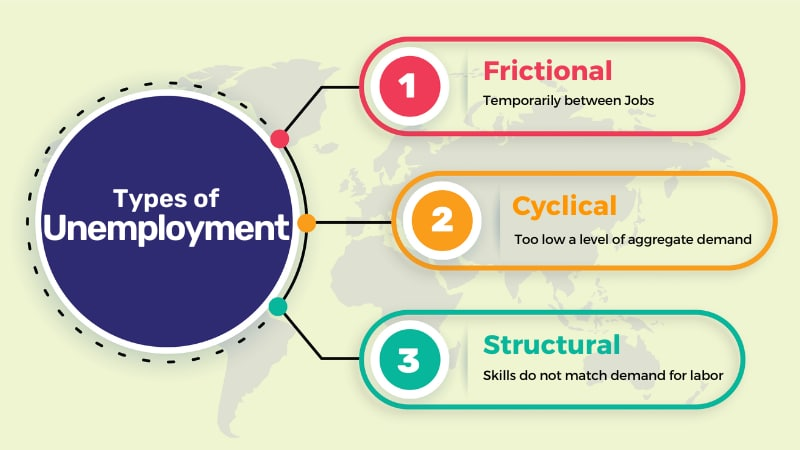 Types of
Unemployment
1
Frictional
Temporarily between Jobs
2
Cyclical
Too low a level of aggregate demand
3
Structural
Skills do not match demand for labor